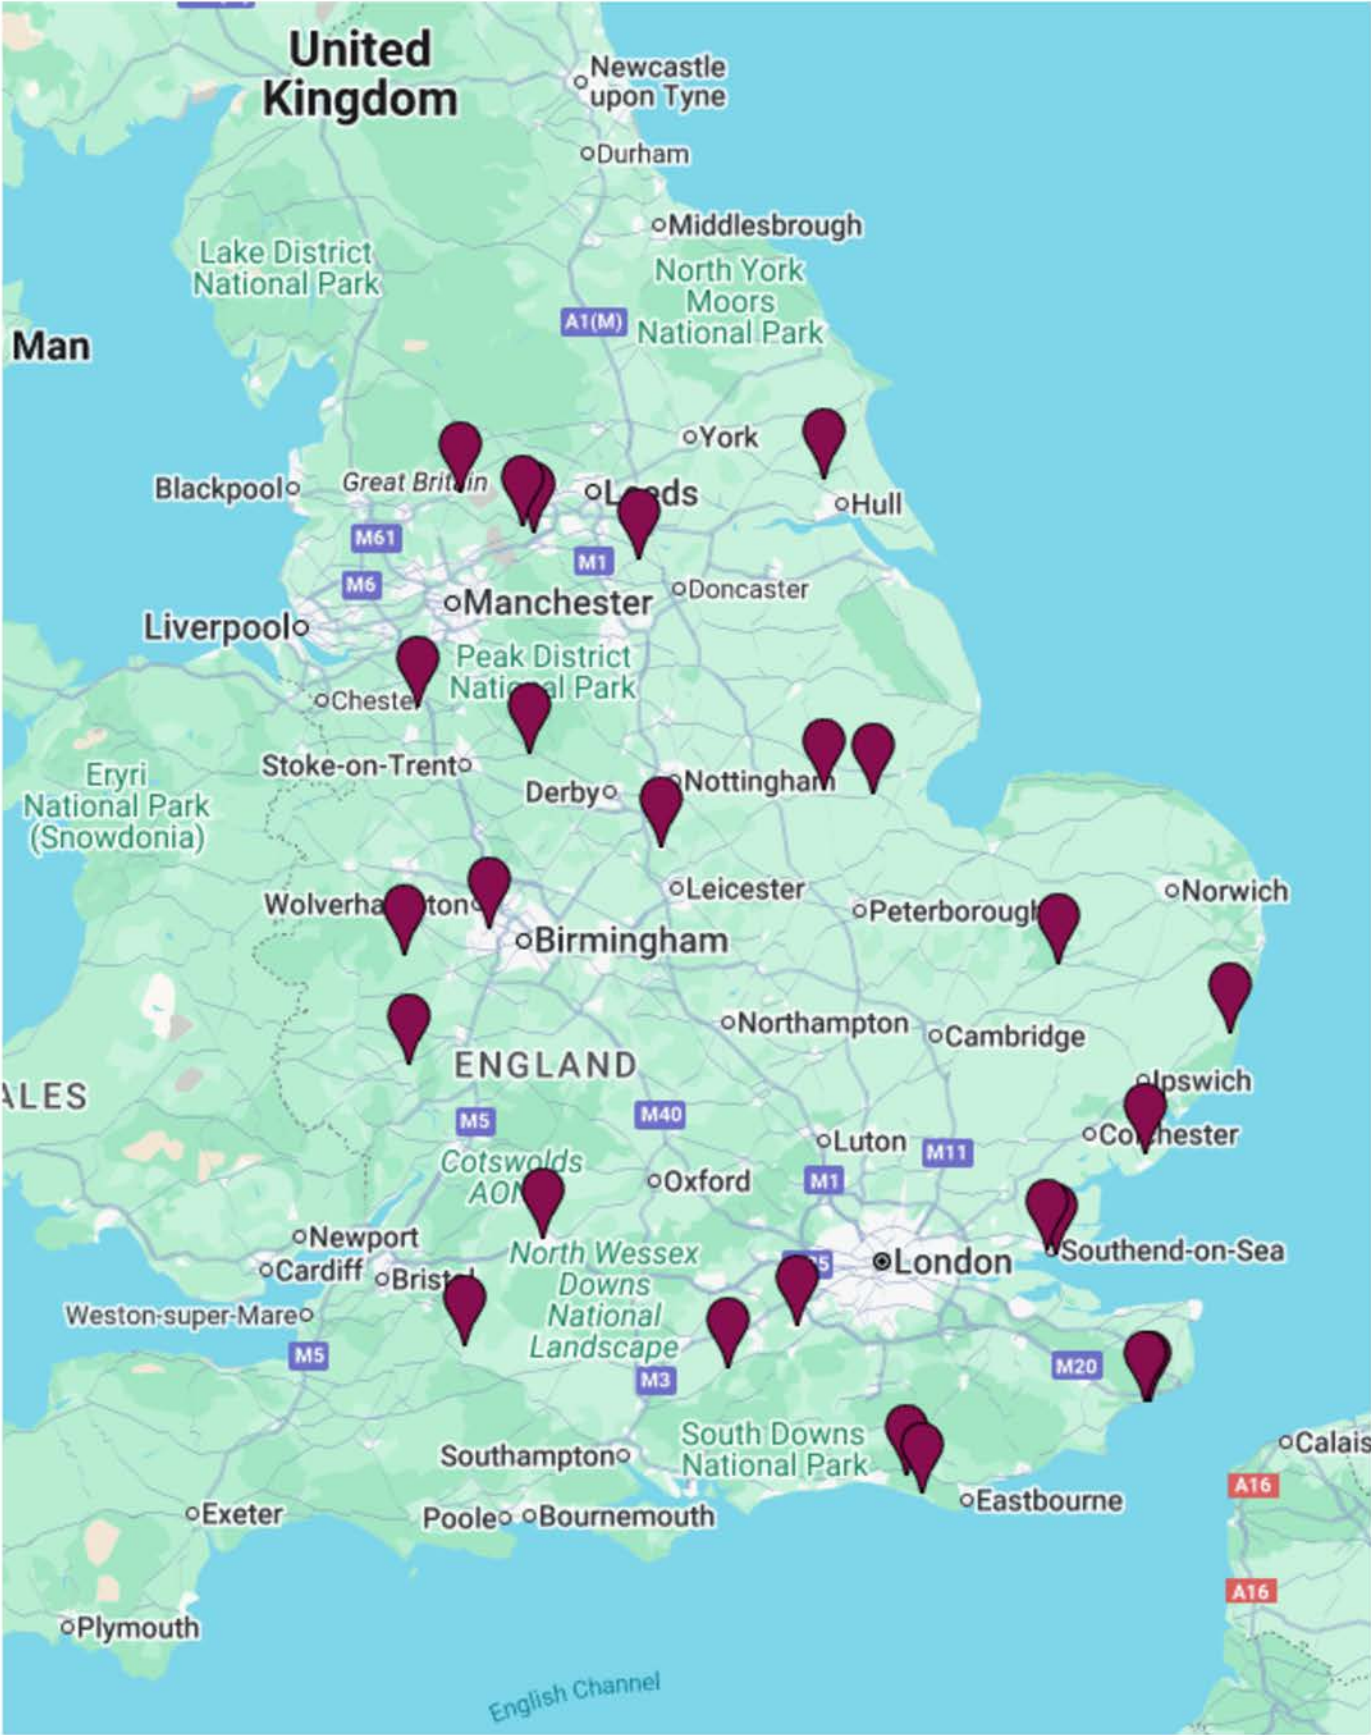 United
Kingdom
Newcastle
upon Tyne
Durham
Middlesbrough
Lake District
National Park
North York
Moors
National Park
A1(M)
Man
York
Blackpool
Great Britain
Leeds
Hull
M61
M1
M6
Doncaster
Manchester
Liverpool
Peak District
National Park
Chester
Stoke-on-Trent
Eryri
National Park
(Snowdonia)
Nottingham
Derby
Leicester
Norwich
Wolverhampton
Peterborough
Birmingham
Northampton
Cambridge
ENGLAND
Ipswich
ALES
M5
M40
Colchester
Luton
M11
Cotswolds
AON
Oxford
M1
Newport
Southend-on-Sea
North Wessex
Downs
National
Landscape
London
Cardiff
Bristol
Weston-super-Mare
M5
M20
M3
South Downs
National Park
Southampton
Calais
A16
Eastbourne
Exeter
Poole
Bournemouth
A16
Plymouth
English Channel